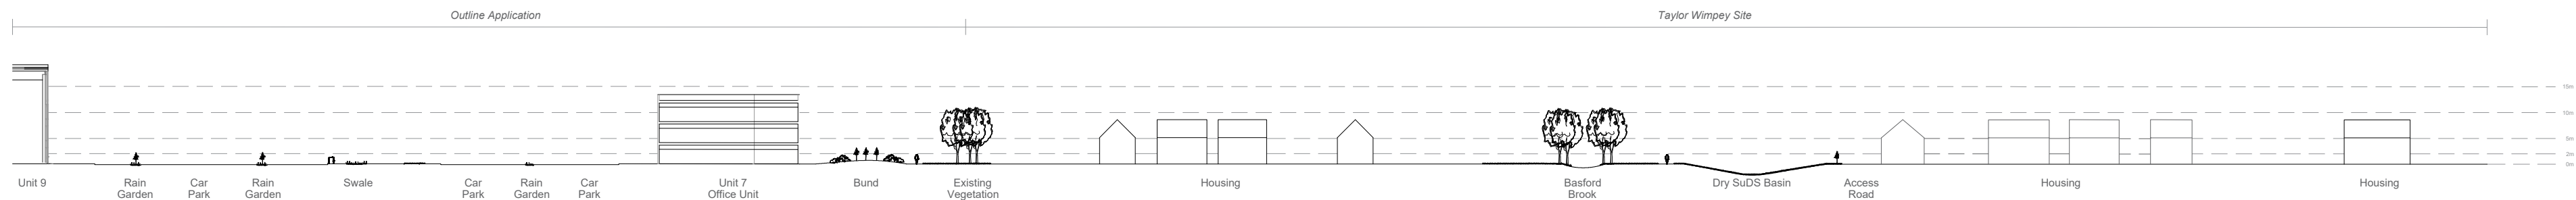 Outline Application
Taylor Wimpey Site
15m
10m
5m
2m
0m
Unit 9
Rain
Garden
Car
Park
Rain
Garden
Swale
Car
Park
Rain
Garden
Car
Park
Unit 7
Office Unit
Bund
Existing
Vegetation
Housing
Basford
Brook
Dry SuDS Basin
Access
Road
Housing
Housing